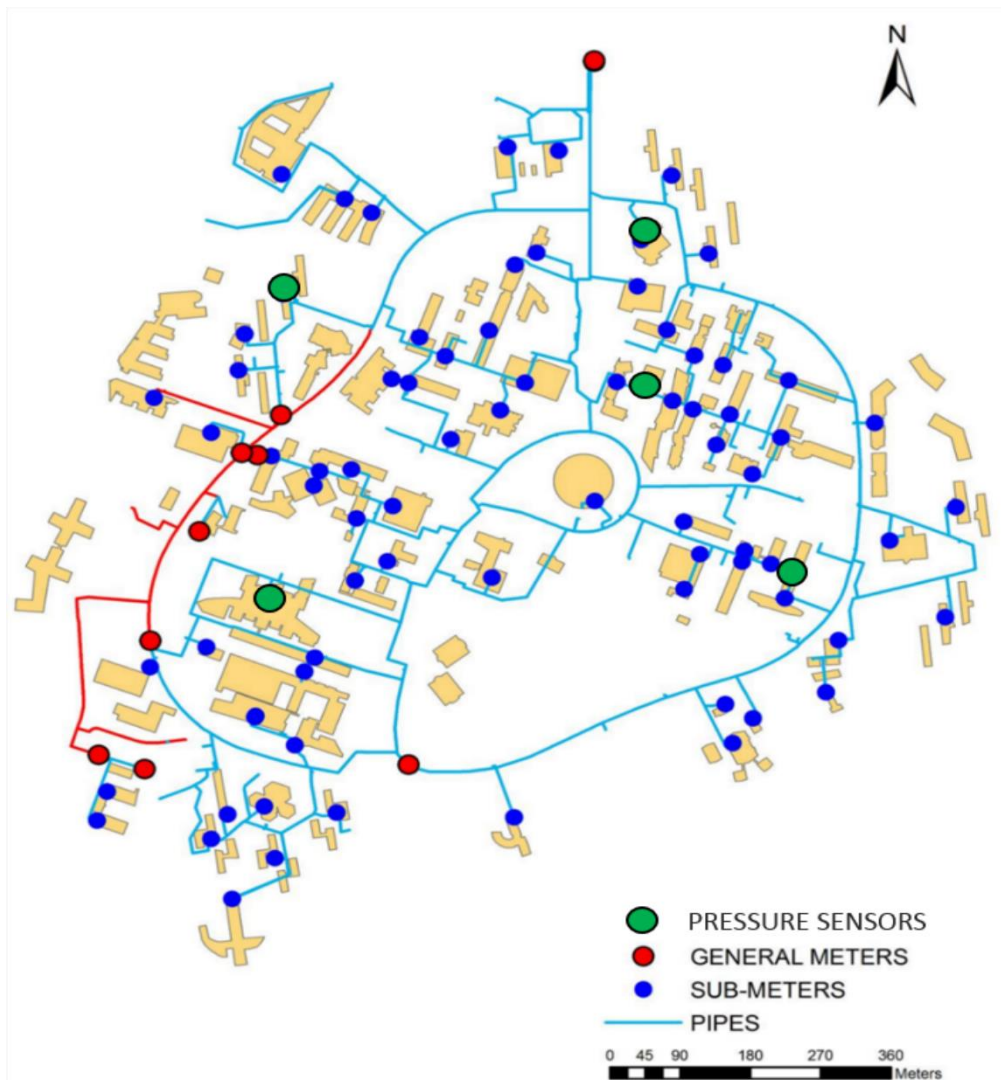 N
PRESSURE SENSORS
GENERAL METERS
SUB-METERS
PIPES
0 45 90 180 270 360
Meters